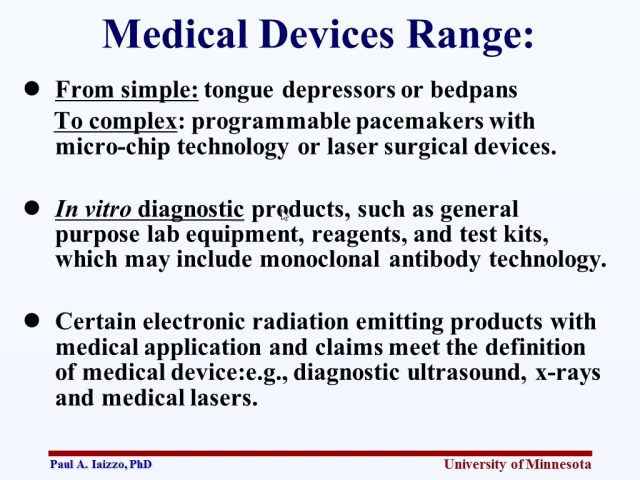 Medical Devices Range:
From simple: tongue depressors or bedpans
To complex: programmable pacemakers with
micro-chip technology or laser surgical devices.
In vitro diagnostic products, such as general
purpose lab equipment, reagents, and test kits,
which may include monoclonal antibody technology.
Certain electronic radiation emitting products with
medical application and claims meet the definition
of medical device:e.g., diagnostic ultrasound, x-rays
and medical lasers.
Paul A. Iaizzo, PhD
University of Minnesota